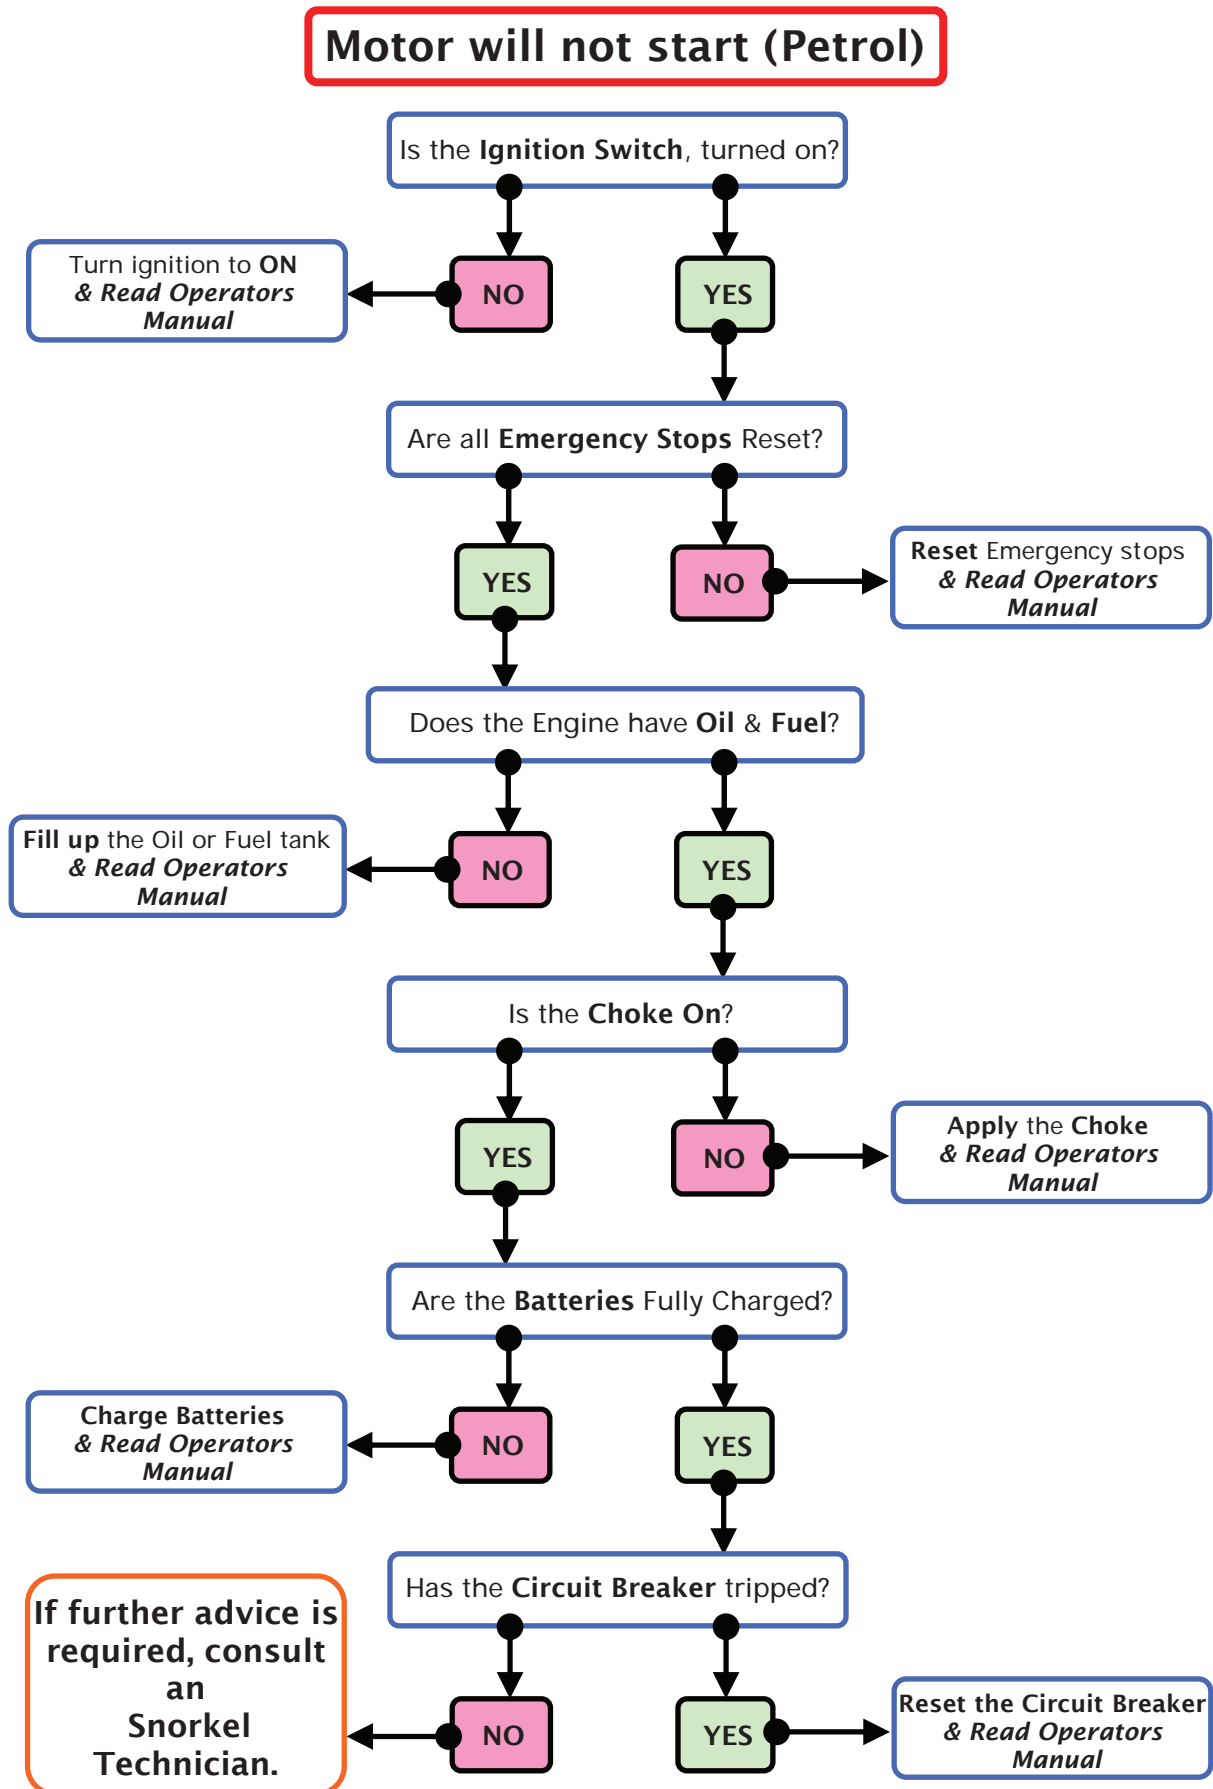 Motor will not start (Petrol)
Is the Ignition Switch, turned on?
Turn ignition to ON
& Read Operators
Manual
NO
YES
Are all Emergency Stops Reset?
YES
NO
Reset Emergency stops
& Read Operators
Manual
Does the Engine have Oil & Fuel?
Fill up the Oil or Fuel tank
& Read Operators
Manual
NO
YES
Is the Choke On?
YES
NO
Apply the Choke
& Read Operators
Manual
Are the Batteries Fully Charged?
Charge Batteries
& Read Operators
Manual
NO
YES
Has the Circuit Breaker tripped?
If further advice is
required, consult
an
Snorkel
Technician.
NO
YES
Reset the Circuit Breaker
& Read Operators
Manual